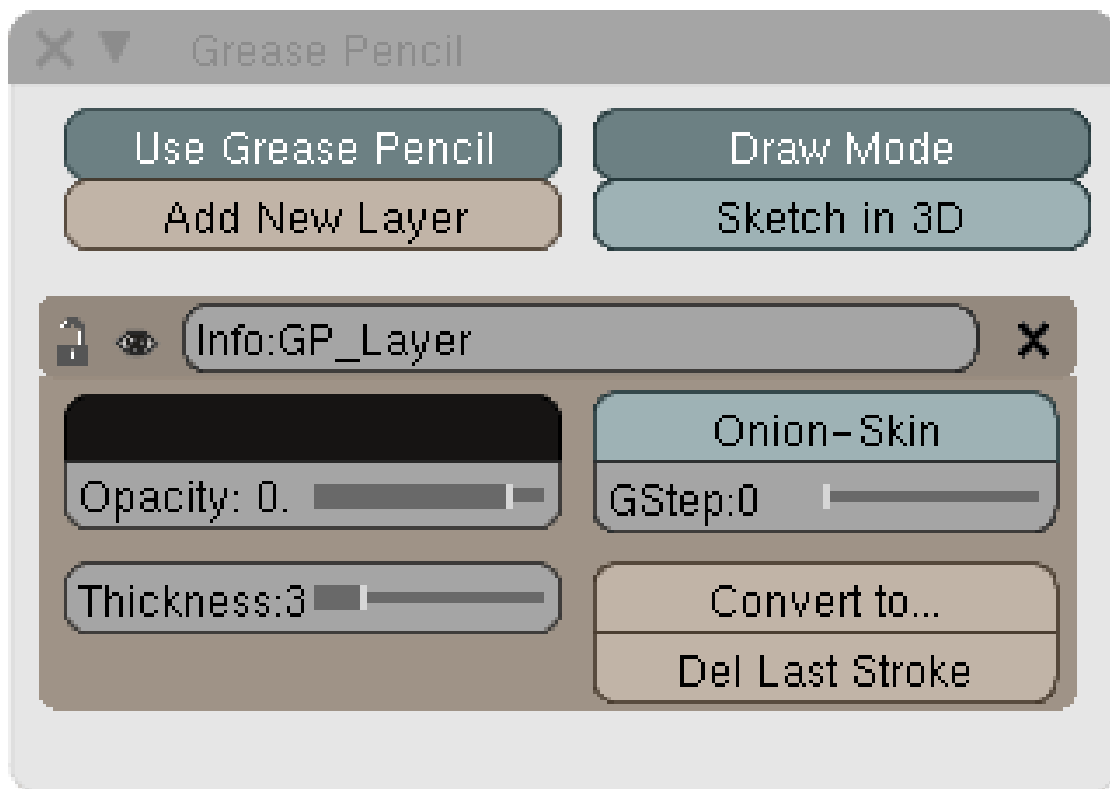 Grease Pencil
Use Grease Pencil
Draw Mode
Add New Layer
Sketch in 3D
Info:GP_Layer
Onion-Skin
Opacity: 0.
GStep:0
Thickness:3
Convert to...
Del Last Stroke